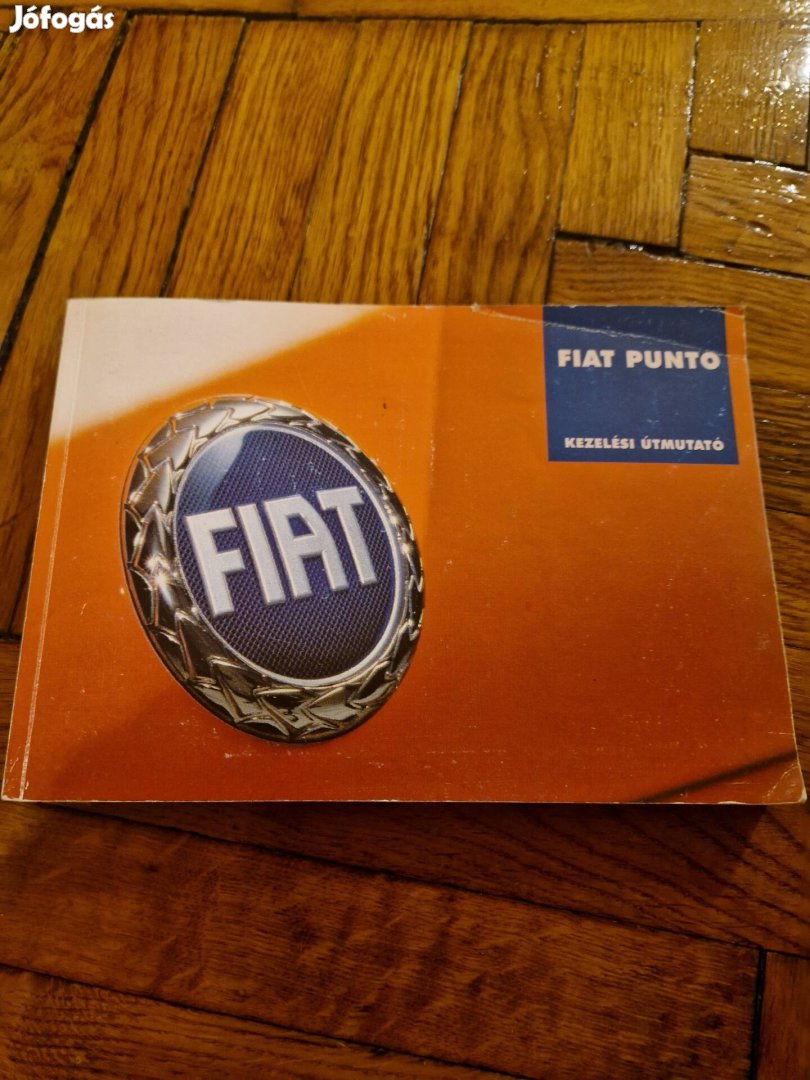 Jófogás
FIAT PUNTO
KEZELÉSI ÚTMUTATÓ
FIAT